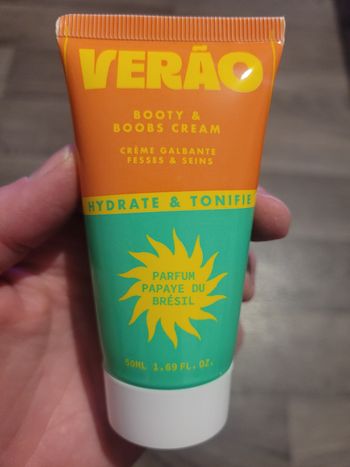 VERÃO
BOOTY &
BOOBS CREAM
CRÈME GALBANTE
FESSES & SEINS
HYDRATE & TONIFIE
PARFUM
PAPAYE DU
BRÉSIL
50ML 1.69 FL. OZ.